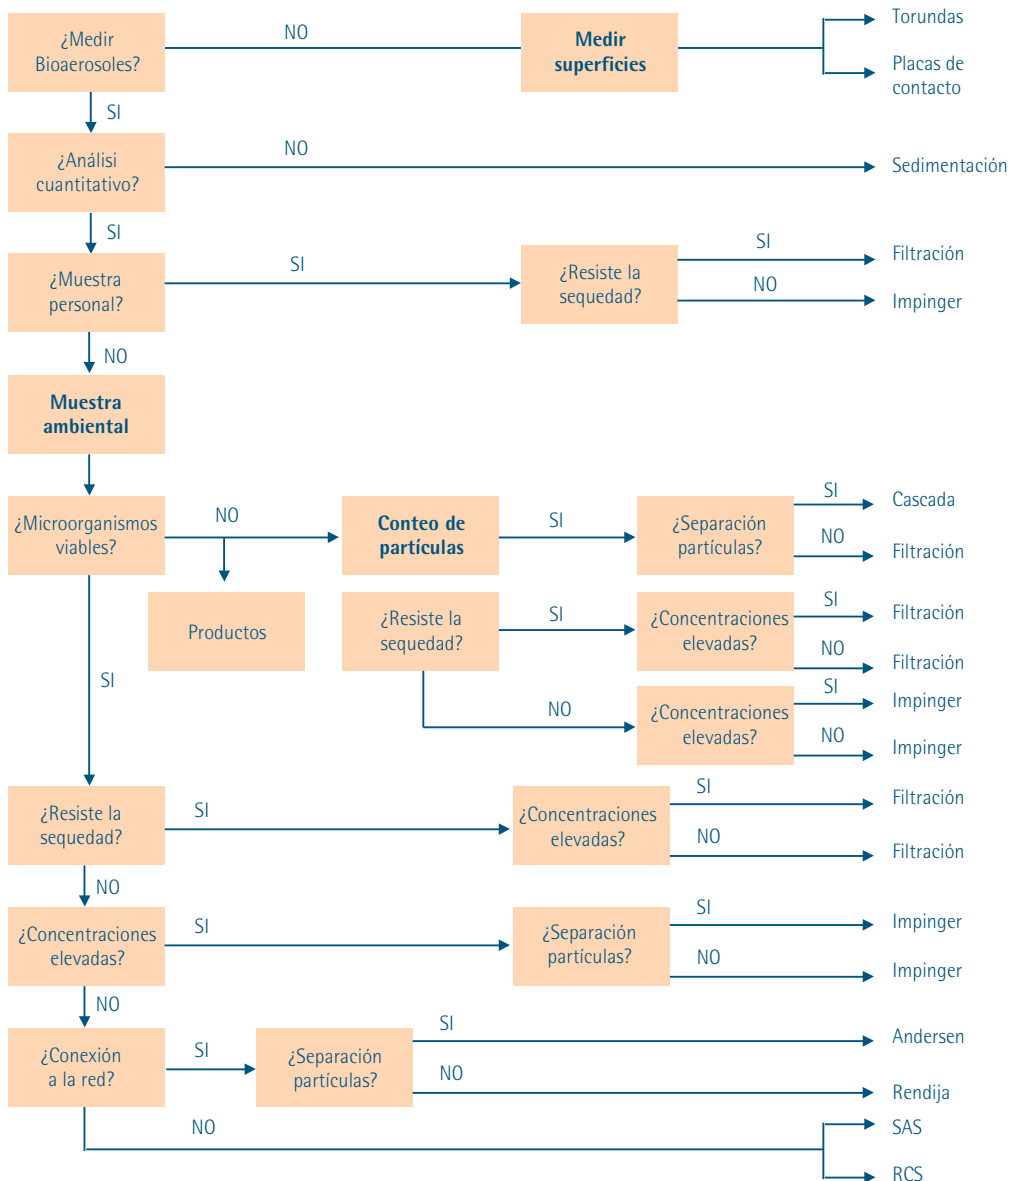 ¿Medir
Bioaerosoles?
NO
Medir
superficies
Torundas
Placas de
contacto
SI
¿Análisi
cuantitativo?
NO
Sedimentación
SI
¿Muestra
personal?
SI
¿Resiste la
sequedad?
SI
Filtración
NO
Impinger
NO
Muestra
ambiental
¿Microorganismos
viables?
NO
Conteo de
partículas
SI
¿Separación
partículas?
SI
Cascada
NO
Filtración
Productos
¿Resiste la
sequedad?
SI
¿Concentraciones
elevadas?
SI
Filtración
NO
Filtración
NO
¿Concentraciones
elevadas?
SI
Impinger
NO
Impinger
SI
¿Resiste la
sequedad?
SI
¿Concentraciones
elevadas?
SI
Filtración
NO
Filtración
NO
¿Concentraciones
elevadas?
SI
¿Separación
partículas?
SI
Impinger
NO
Impinger
NO
¿Conexión
a la red?
SI
¿Separación
partículas?
SI
Andersen
NO
Rendija
NO
SAS
RCS